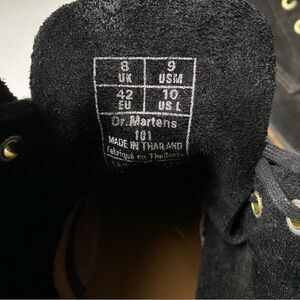 8 9
UK USM
42 10
EU US L
Dr.Martens
101
MADE IN THAILAND
Fabriqué en Thaïlande